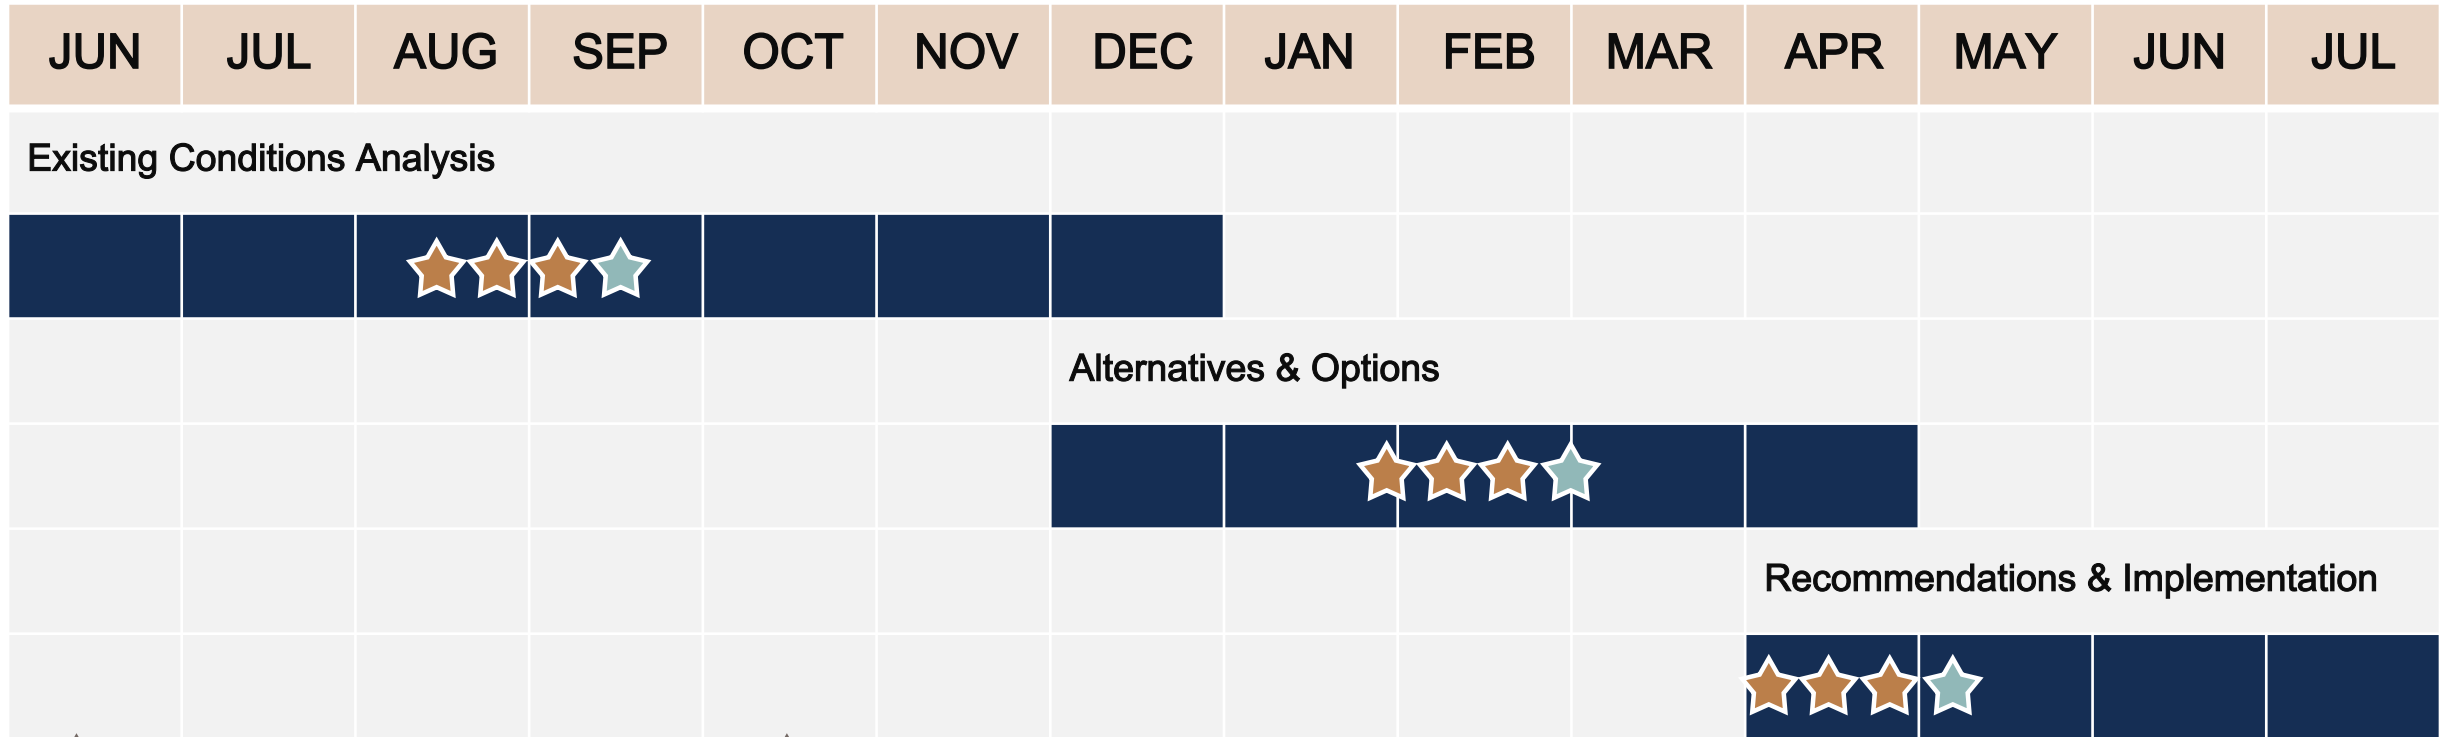 JUN JUL AUG SEP OCT NOV DEC JAN FEB MAR APR MAY JUN JUL
Existing Conditions Analysis
Alternatives & Options
Recommendations & Implementation